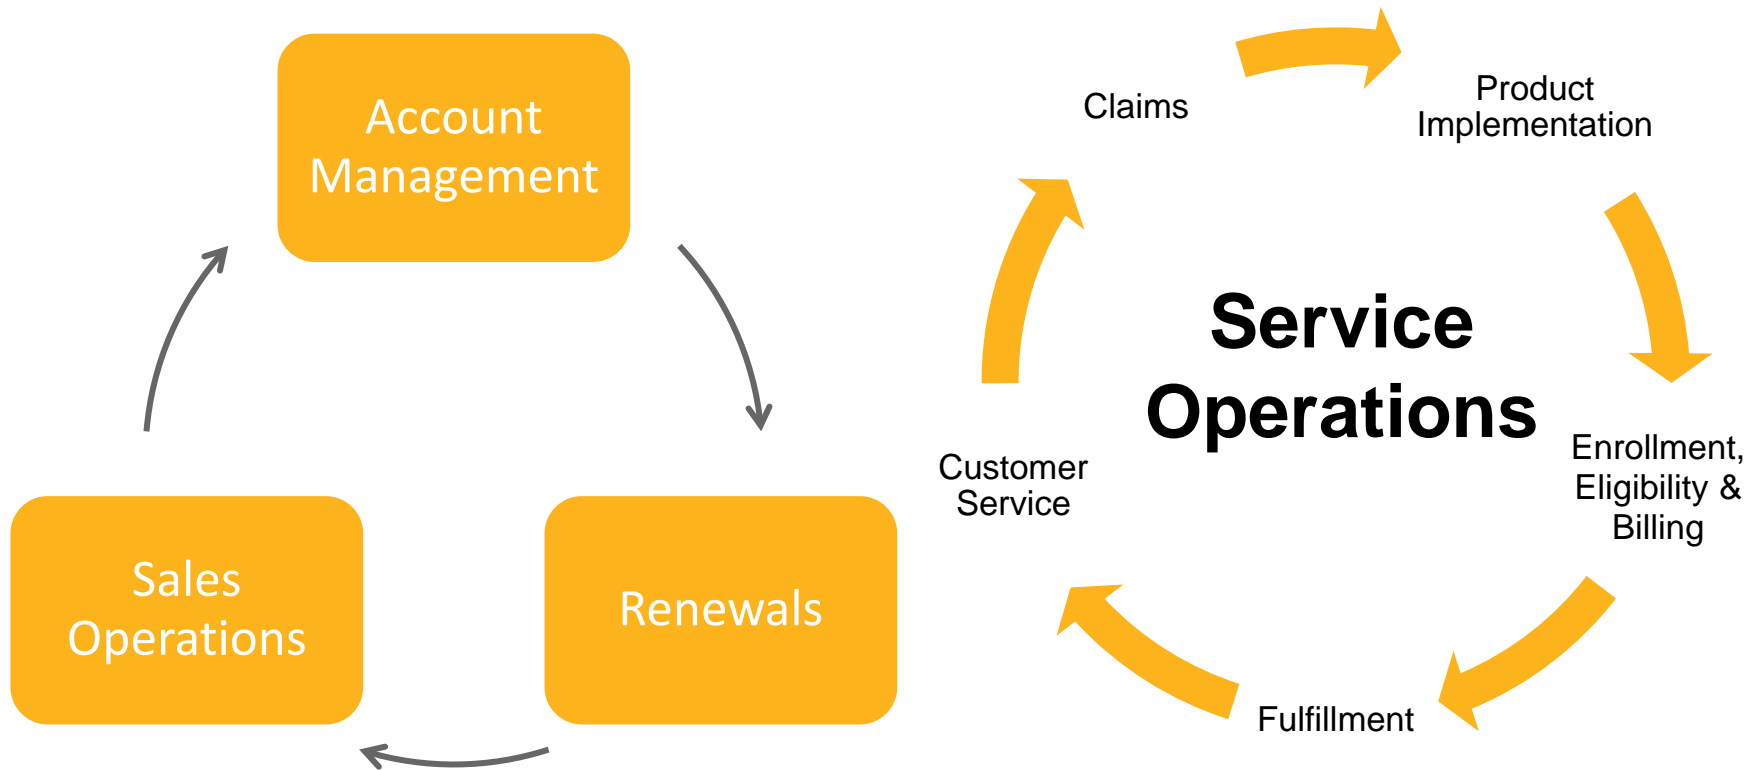 Account
Management
Sales
Operations
Renewals
Claims
Product
Implementation
Service
Operations
Enrollment,
Eligibility &
Billing
Customer
Service
Fulfillment